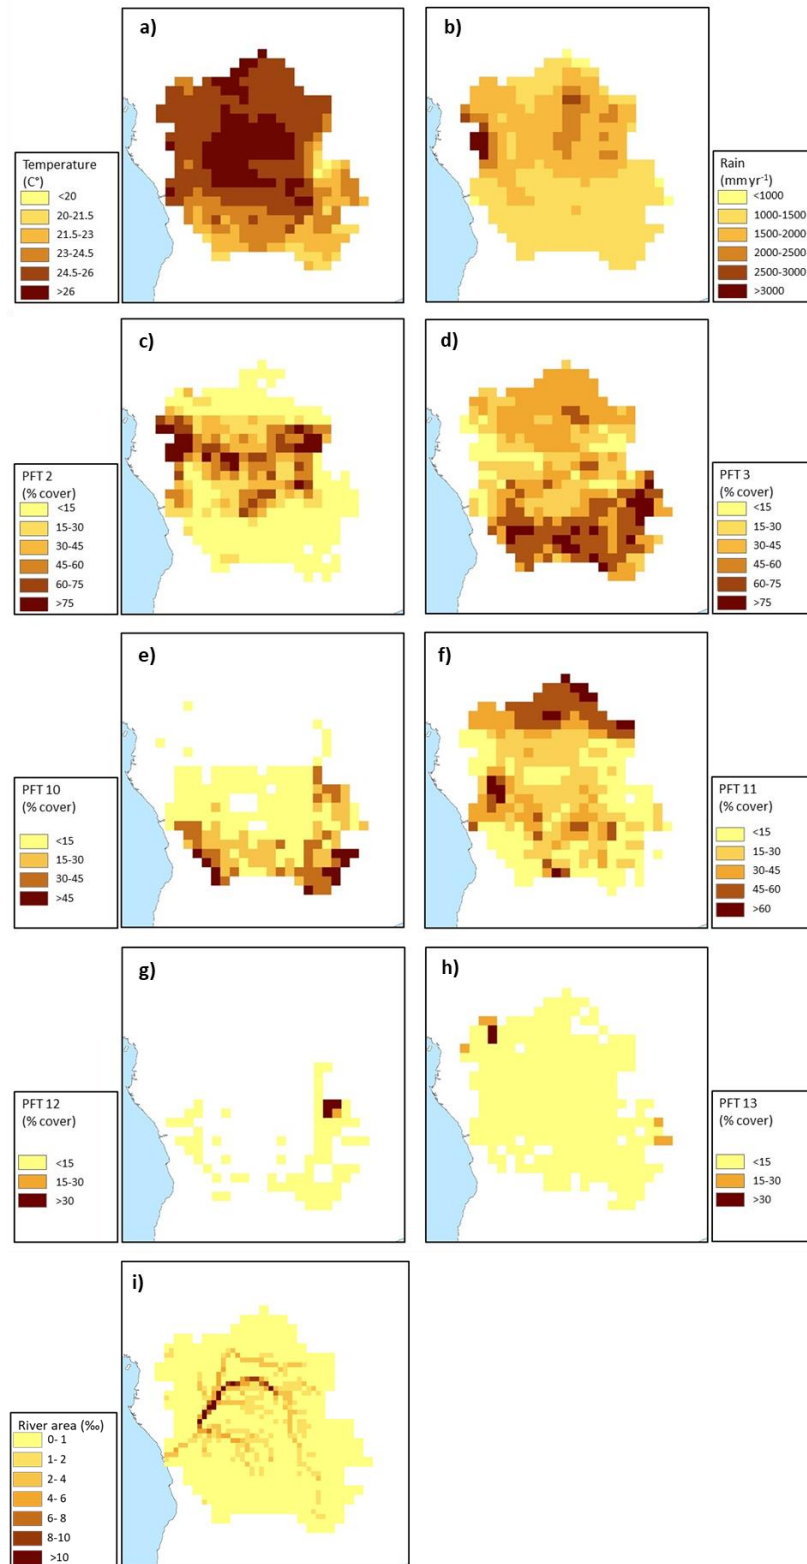 a)
Temperature
(C°)
<20
20-21.5
21.5-23
23-24.5
24.5-26
>26
b)
Rain
(mm yr⁻¹)
<1000
1000-1500
1500-2000
2000-2500
2500-3000
>3000
c)
PFT 2
(% cover)
<15
15-30
30-45
45-60
60-75
>75
d)
PFT 3
(% cover)
<15
15-30
30-45
45-60
60-75
>75
e)
PFT 10
(% cover)
<15
15-30
30-45
>45
f)
PFT 11
(% cover)
<15
15-30
30-45
45-60
>60
g)
PFT 12
(% cover)
<15
15-30
>30
h)
PFT 13
(% cover)
<15
15-30
>30
i)
River area (‰)
0- 1
1- 2
2- 4
4- 6
6- 8
8-10
>10